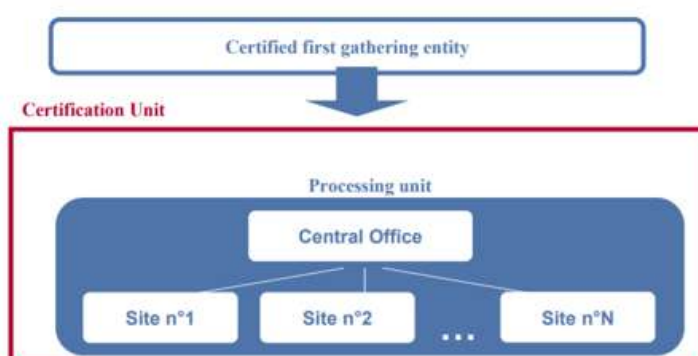 Certified first gathering entity
Certification Unit
Processing unit
Central Office
Site n°1
Site n°2
...
Site n°N